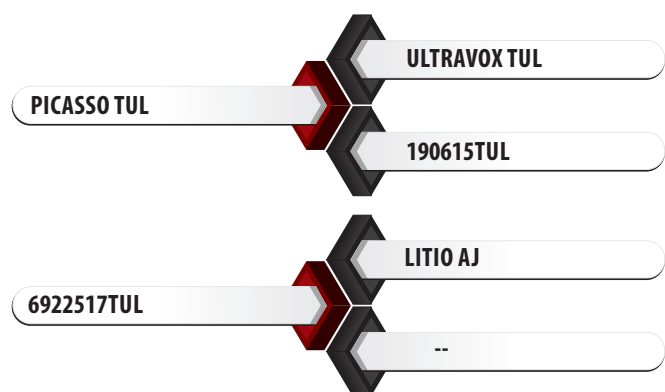 ULTRAVOX TUL
PICASSO TUL
190615TUL
LITIO AJ
6922517TUL
--